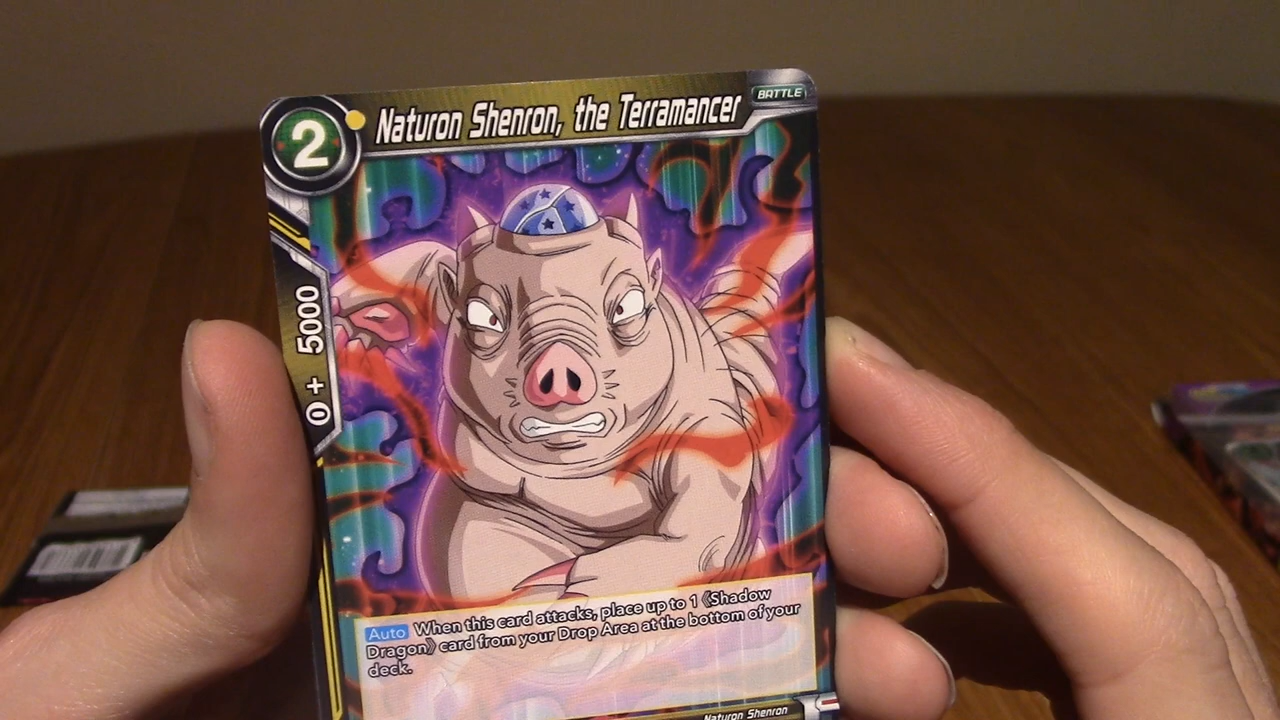 2
Naturon Shenron, the Terramancer
BATTLE
0 + 5000
Auto When this card attacks, place up to 1 《Shadow
Dragon》 card from your Drop Area at the bottom of your
deck.
Naturon Shenron